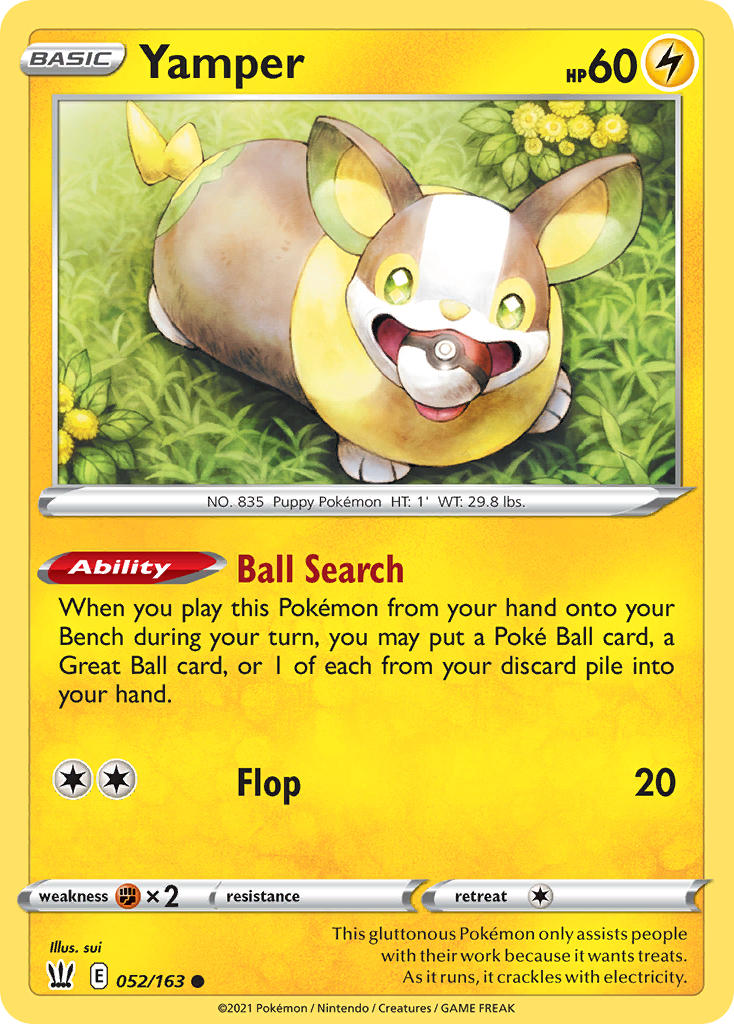 BASIC Yamper HP60
NO. 835 Puppy Pokémon HT: 1' WT: 29.8 lbs.
Ability Ball Search
When you play this Pokémon from your hand onto your
Bench during your turn, you may put a Poké Ball card, a
Great Ball card, or 1 of each from your discard pile into
your hand.
Flop 20
weakness ×2 resistance retreat
Illus. sui
This gluttonous Pokémon only assists people
with their work because it wants treats.
As it runs, it crackles with electricity.
E 052/163
©2021 Pokémon / Nintendo / Creatures / GAME FREAK